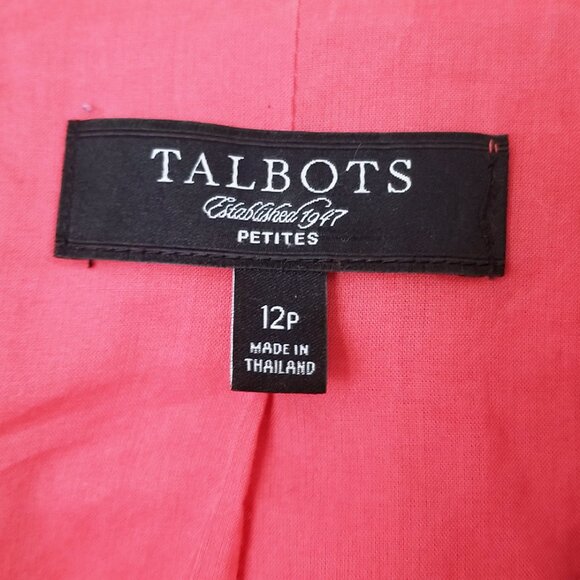 TALBOTS
Established 1947
PETITES
12P
MADE IN
THAILAND